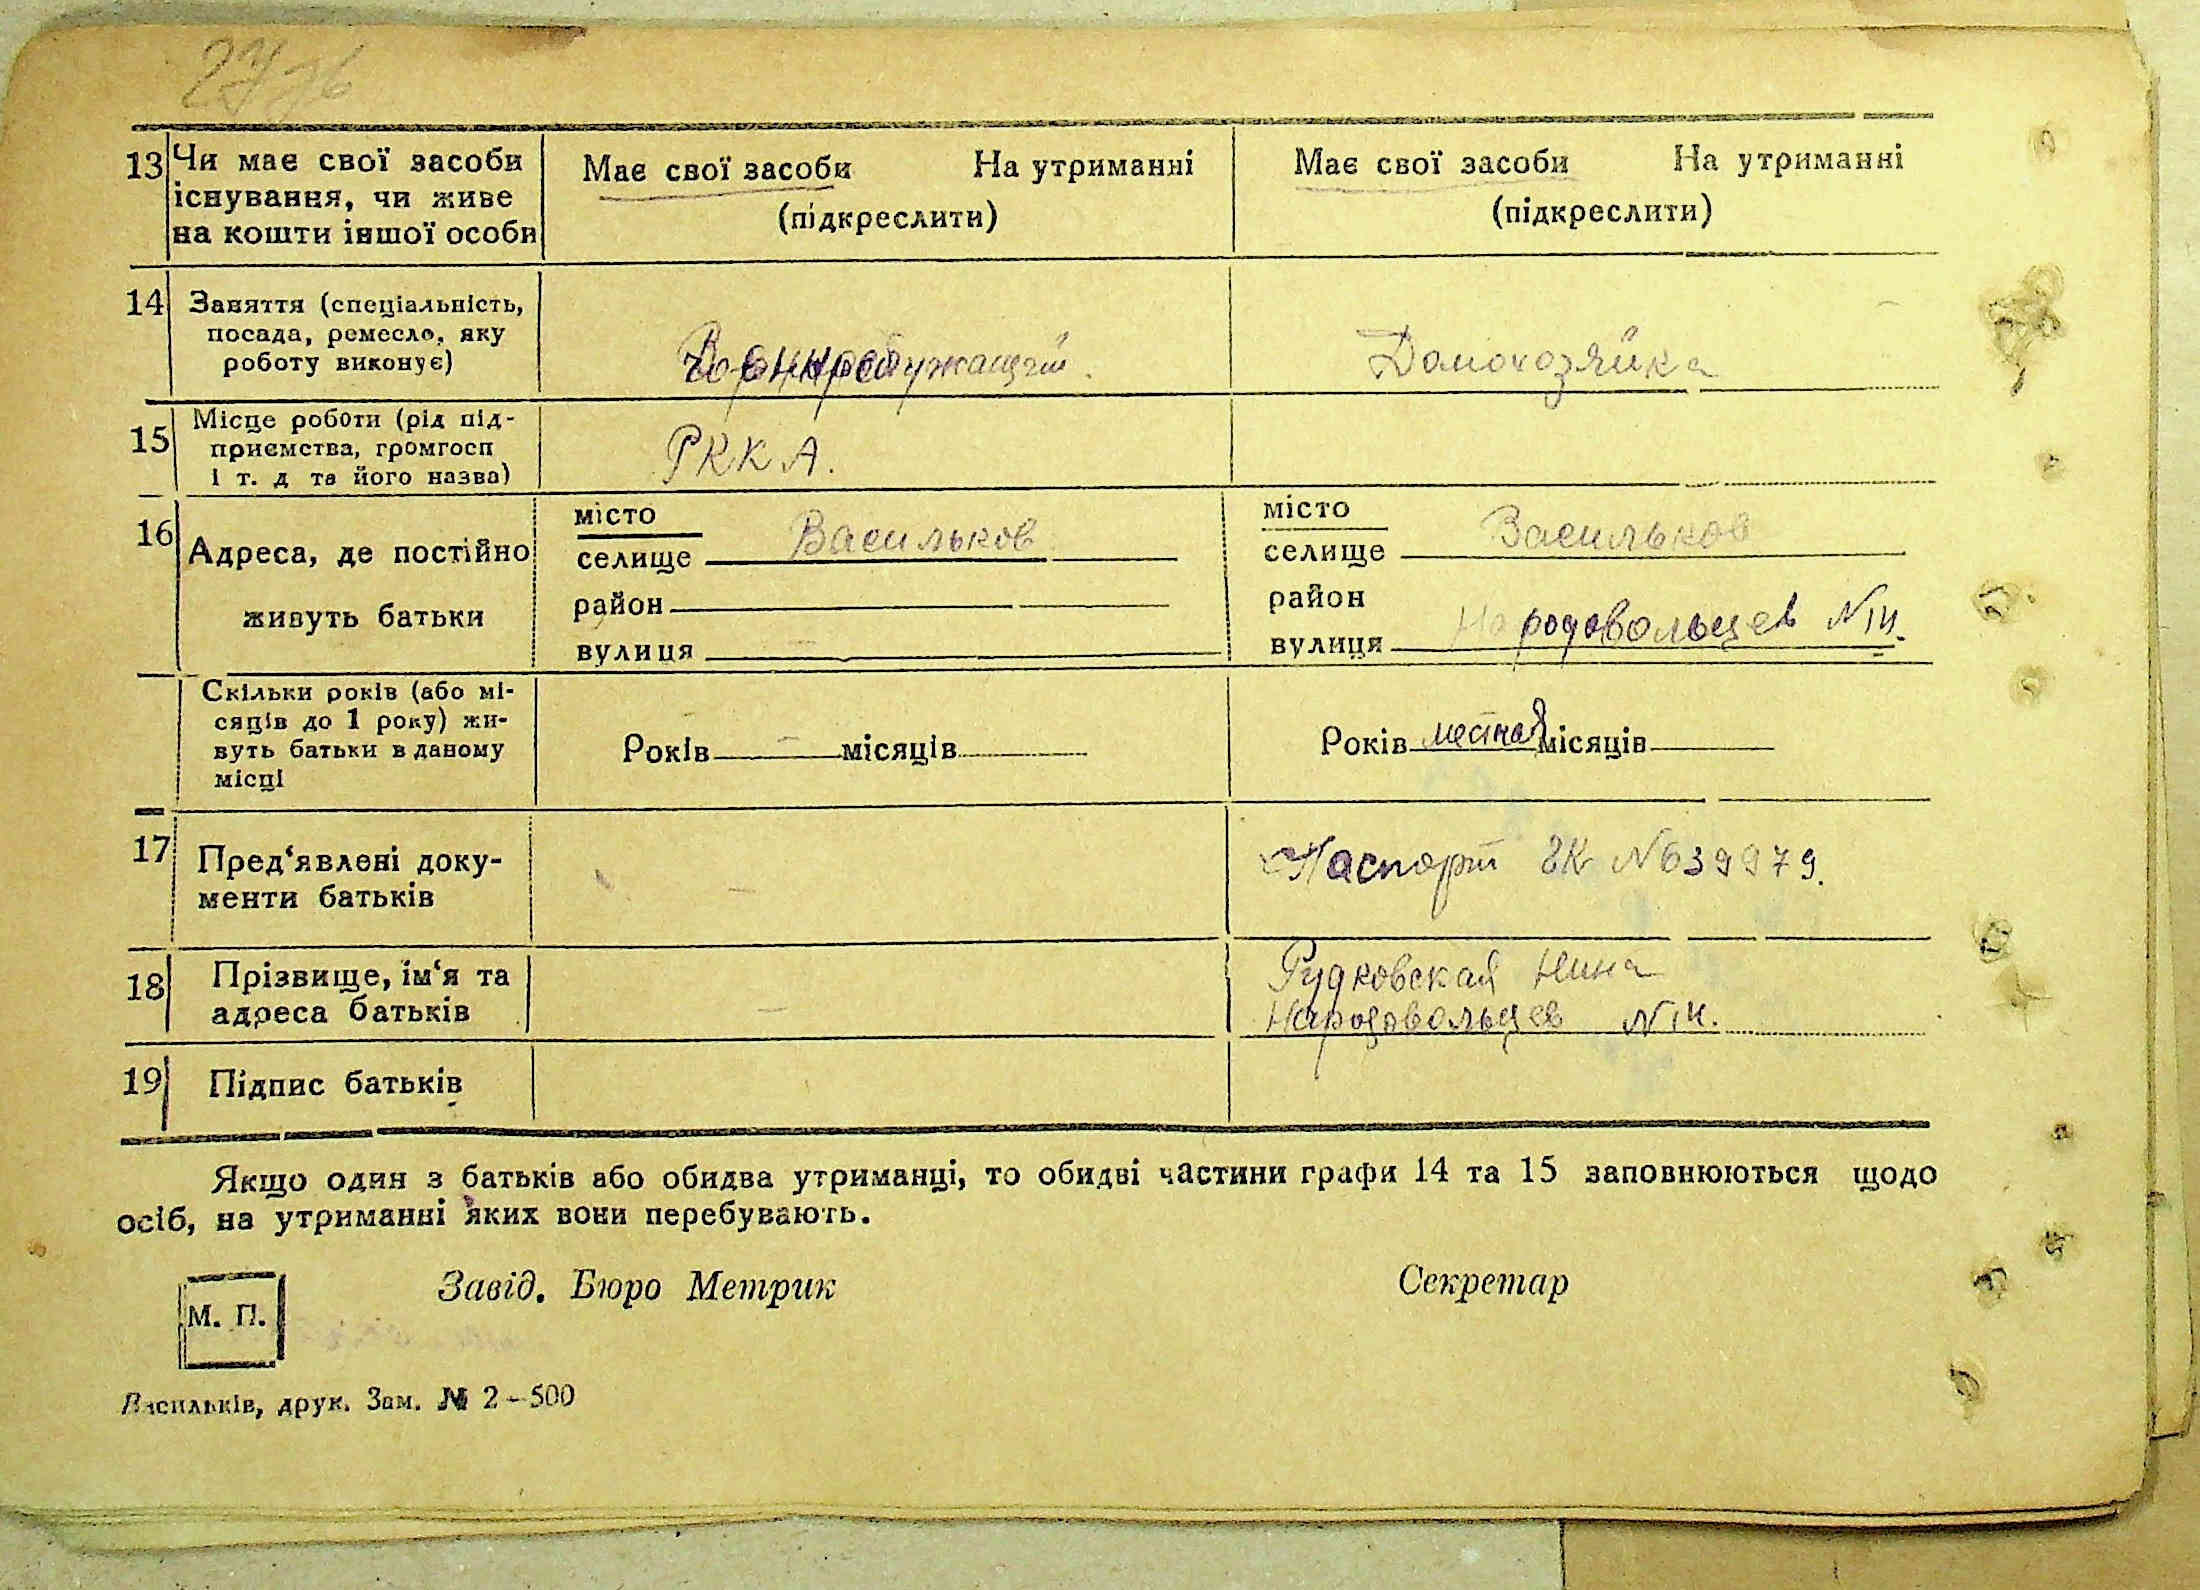 13 Чи має свої засоби існування, чи живе на кошти іншої особи
Має свої засоби На утриманні
(підкреслити)
Має свої засоби На утриманні
(підкреслити)
14 Заняття (спеціальність, посада, ремесло, яку роботу виконує)
Домохозяйка
15 Місце роботи (рід підприємства, громгосп і т. д та його назва)
РККА.
16 Адреса, де постійно живуть батьки
місто
селище Васильков
район
вулиця
місто
селище Васильков
район
вулиця Народовольцев №14.
Скільки років (або місяців до 1 року) живуть батьки в даному місці
Років – місяців
Років местная місяців
17 Пред‘явлені документи батьків
–
Паспорт ЕК №639979.
18 Прізвище, ім‘я та адреса батьків
–
Рудковская Нина
Народовольцев №14.
19 Підпис батьків
Якщо один з батьків або обидва утриманці, то обидві частини графи 14 та 15 заповнюються щодо
осіб, на утриманні яких вони перебувають.
Завід. Бюро Метрик Секретар
М. П.
Васильків, друк. Зам. № 2–500